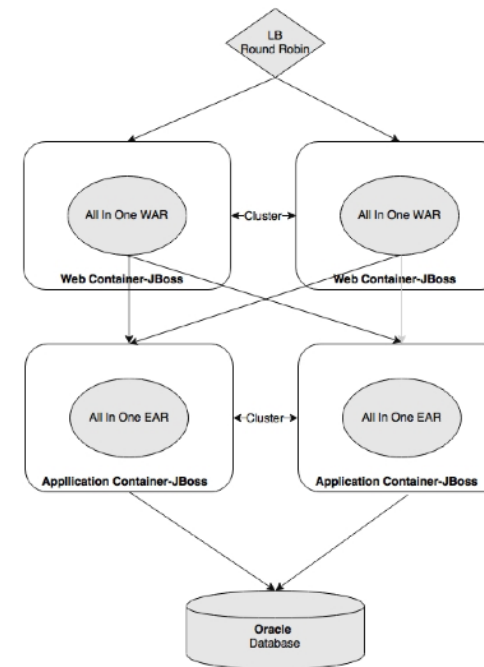 LB
Round Robin
All In One WAR
Cluster
All In One WAR
Web Container-JBoss
Web Container-JBoss
All In One EAR
Cluster
All In One EAR
Appllication Container-JBoss
Application Container-JBoss
Oracle
Database